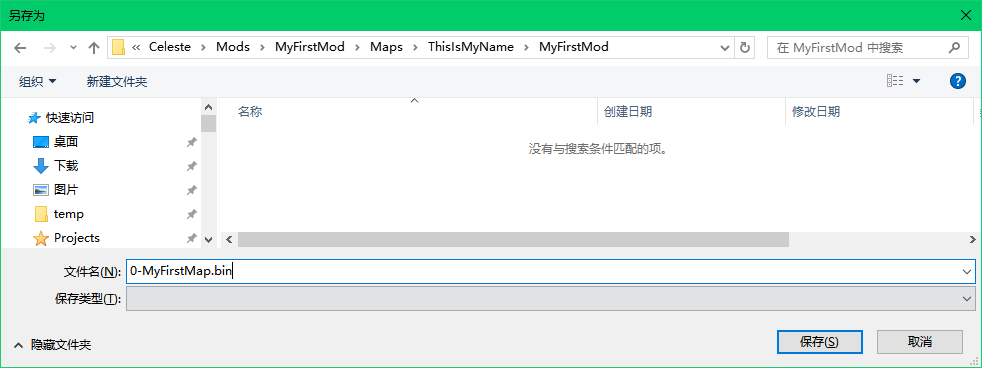 另存为
« Celeste > Mods > MyFirstMod > Maps > ThisIsMyName > MyFirstMod
在 MyFirstMod 中搜索
组织 新建文件夹
快速访问
桌面
下载
图片
temp
Projects
名称 创建日期 修改日期
没有与搜索条件匹配的项。
文件名(N): 0-MyFirstMap.bin
保存类型(T):
隐藏文件夹 保存(S) 取消